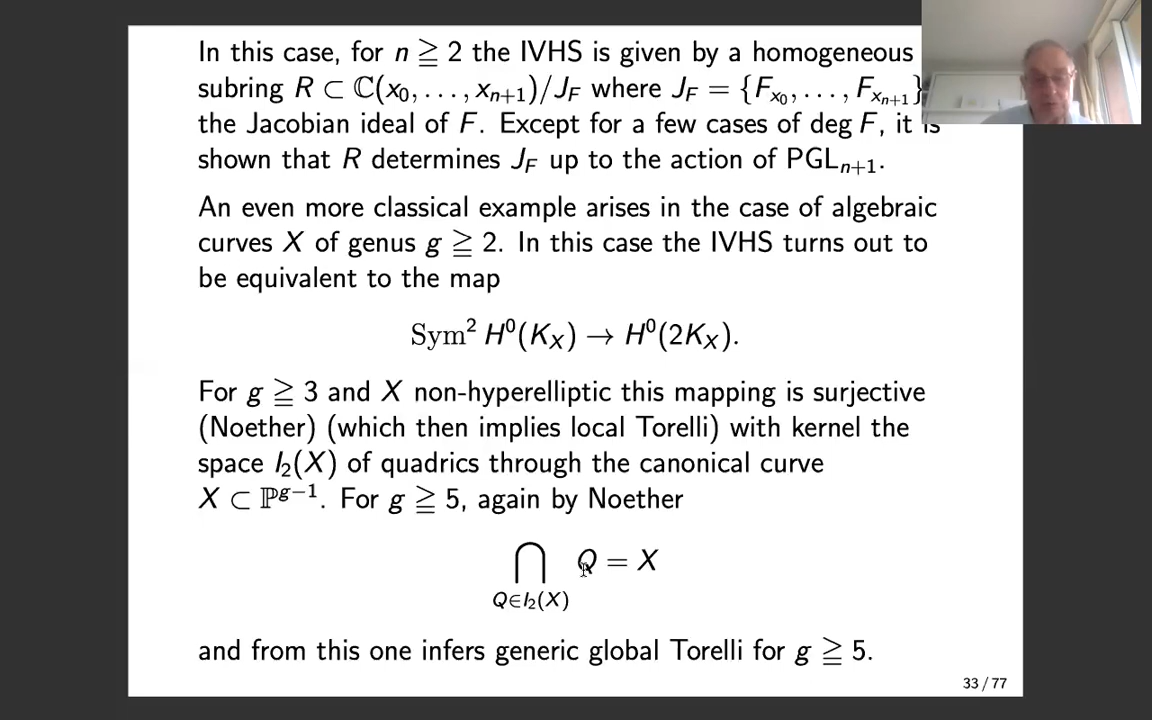 In this case, for n ≧ 2 the IVHS is given by a homogeneous
subring R ⊂ ℂ(x₀, . . . , xₙ₊₁)/J_F where J_F = {F_{x₀}, . . . , F_{xₙ₊₁}}
the Jacobian ideal of F. Except for a few cases of deg F, it is
shown that R determines J_F up to the action of PGLₙ₊₁.
An even more classical example arises in the case of algebraic
curves X of genus g ≧ 2. In this case the IVHS turns out to
be equivalent to the map
Sym² H⁰(K_X) → H⁰(2K_X).
For g ≧ 3 and X non-hyperelliptic this mapping is surjective
(Noether) (which then implies local Torelli) with kernel the
space I₂(X) of quadrics through the canonical curve
X ⊂ ℙ^{g−1}. For g ≧ 5, again by Noether
⋂ Q = X
Q∈I₂(X)
and from this one infers generic global Torelli for g ≧ 5.
33 / 77